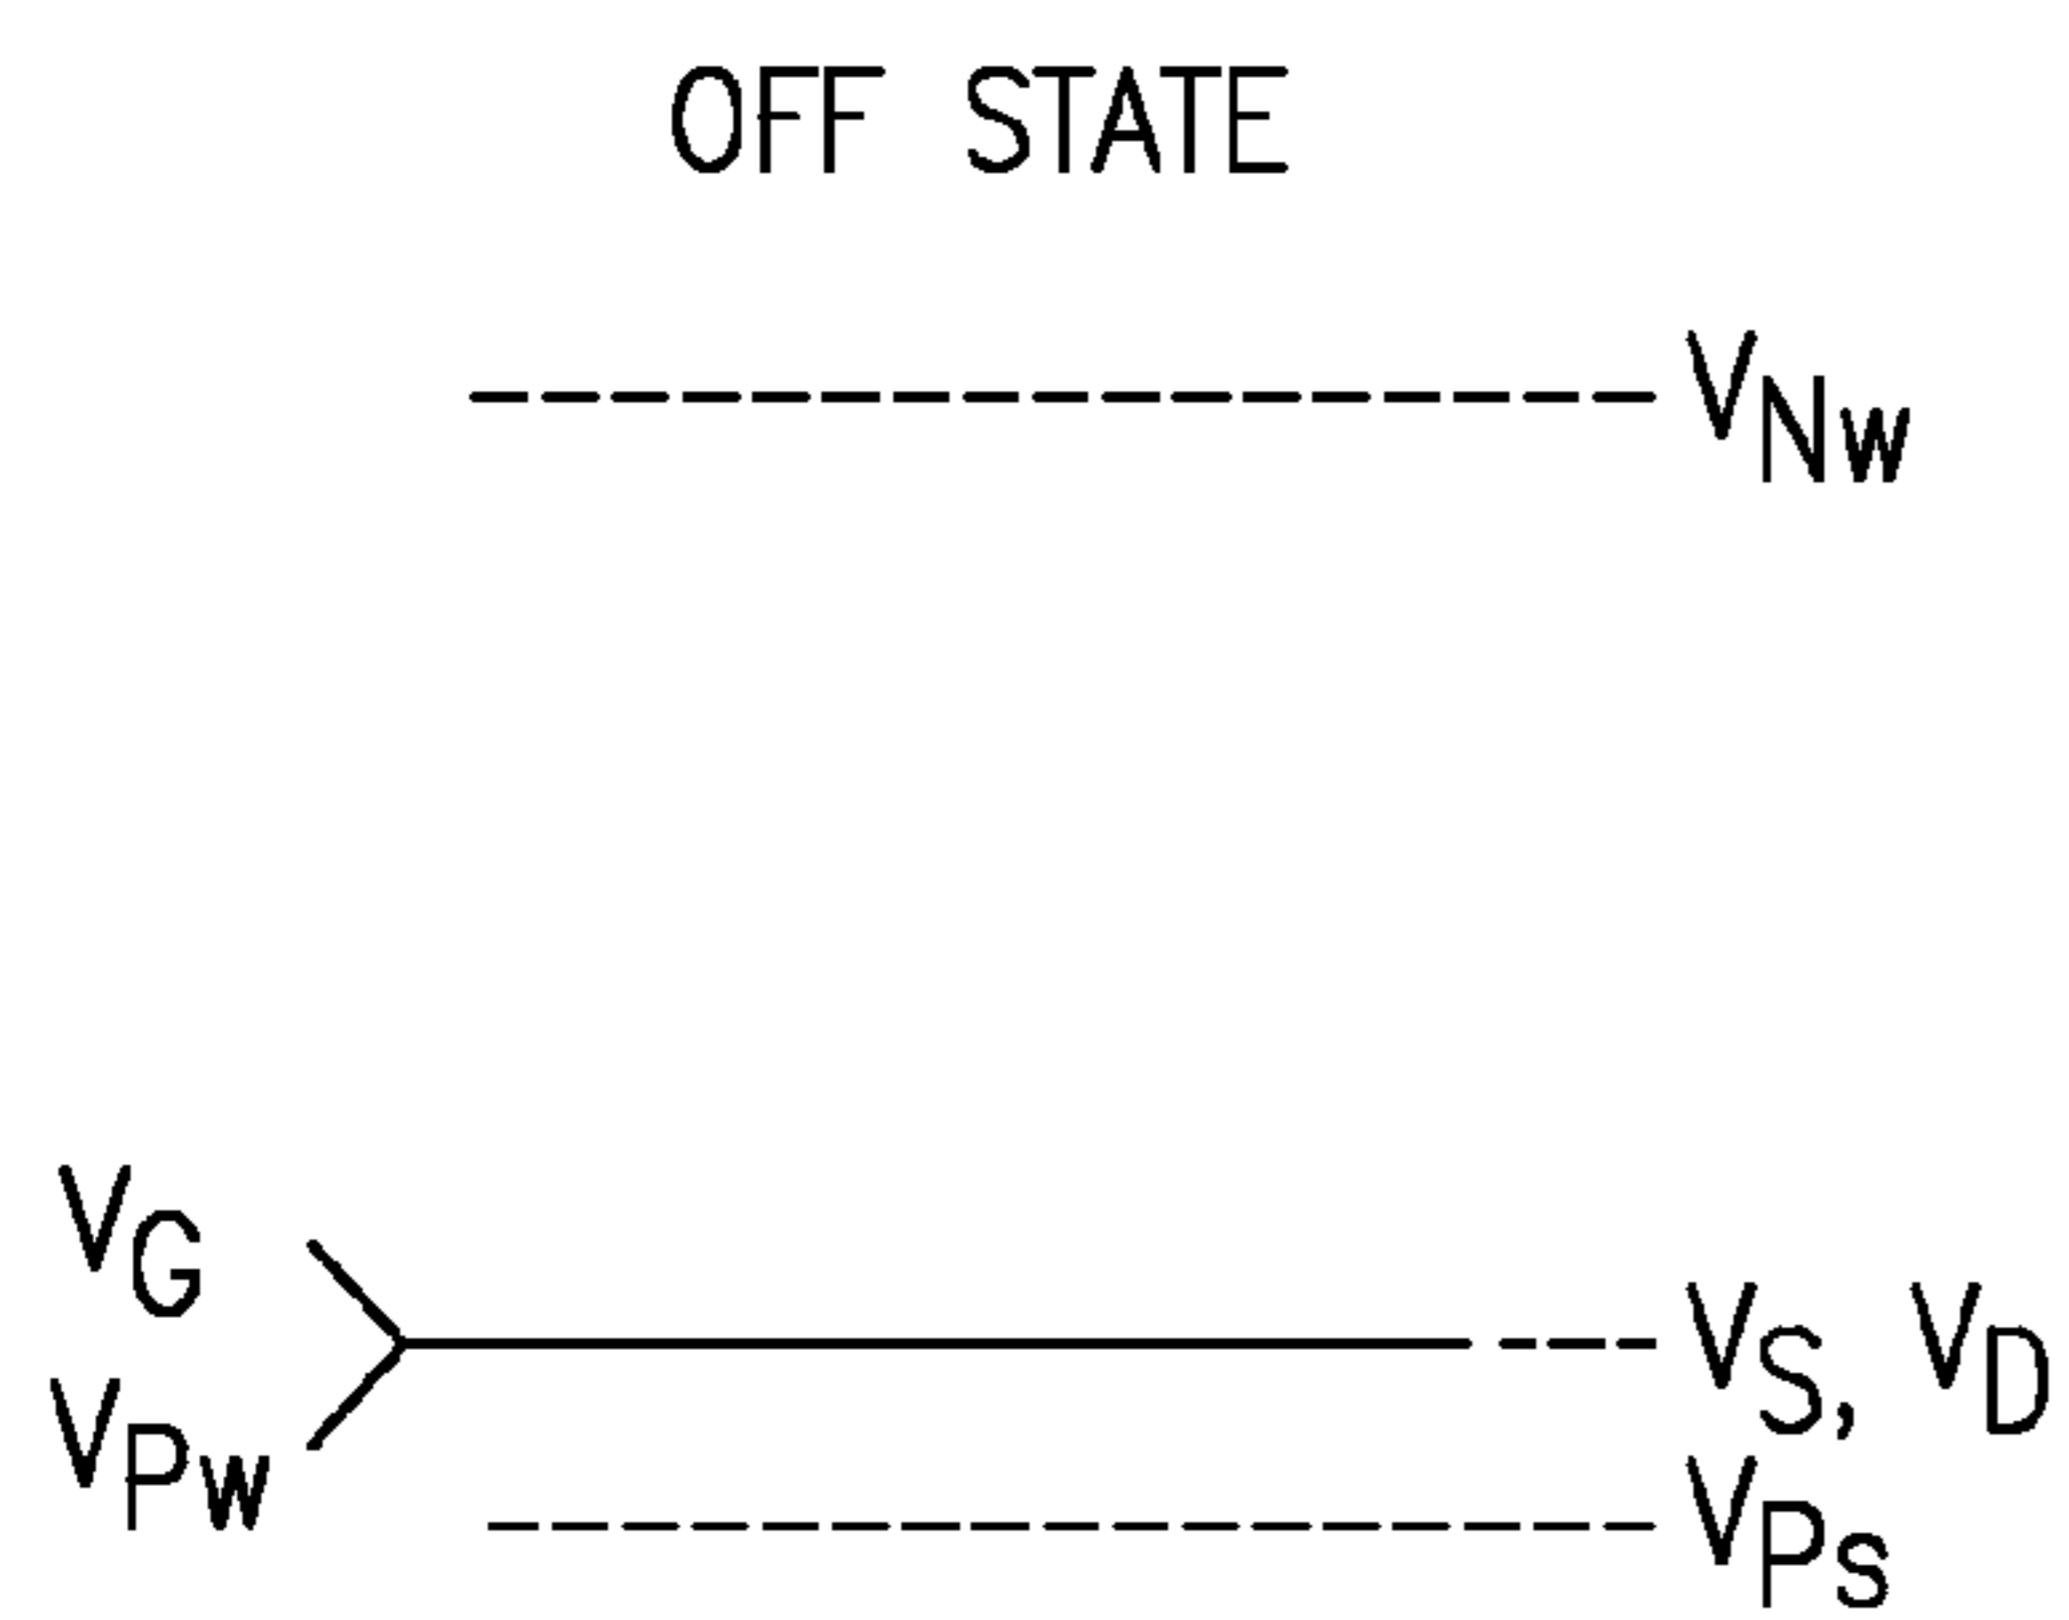 OFF STATE
VNw
VG
VS, VD
VPw
VPs